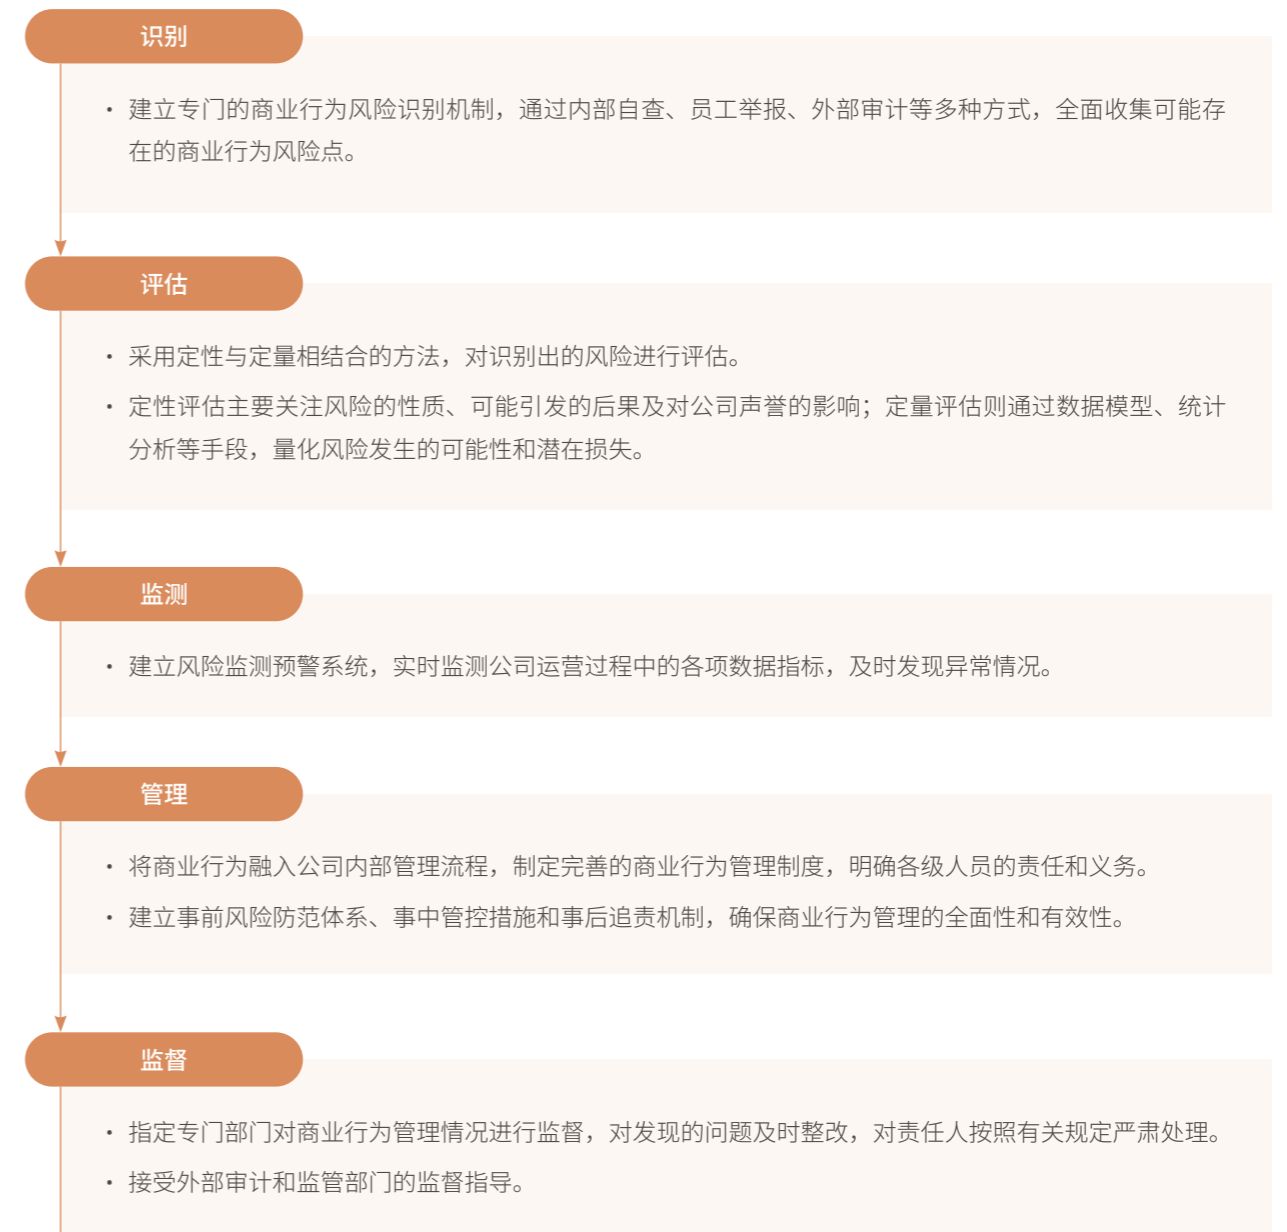 识别
• 建立专门的商业行为风险识别机制，通过内部自查、员工举报、外部审计等多种方式，全面收集可能存
在的商业行为风险点。
评估
• 采用定性与定量相结合的方法，对识别出的风险进行评估。
• 定性评估主要关注风险的性质、可能引发的后果及对公司声誉的影响；定量评估则通过数据模型、统计
分析等手段，量化风险发生的可能性和潜在损失。
监测
• 建立风险监测预警系统，实时监测公司运营过程中的各项数据指标，及时发现异常情况。
管理
• 将商业行为融入公司内部管理流程，制定完善的商业行为管理制度，明确各级人员的责任和义务。
• 建立事前风险防范体系、事中管控措施和事后追责机制，确保商业行为管理的全面性和有效性。
监督
• 指定专门部门对商业行为管理情况进行监督，对发现的问题及时整改，对责任人按照有关规定严肃处理。
• 接受外部审计和监管部门的监督指导。